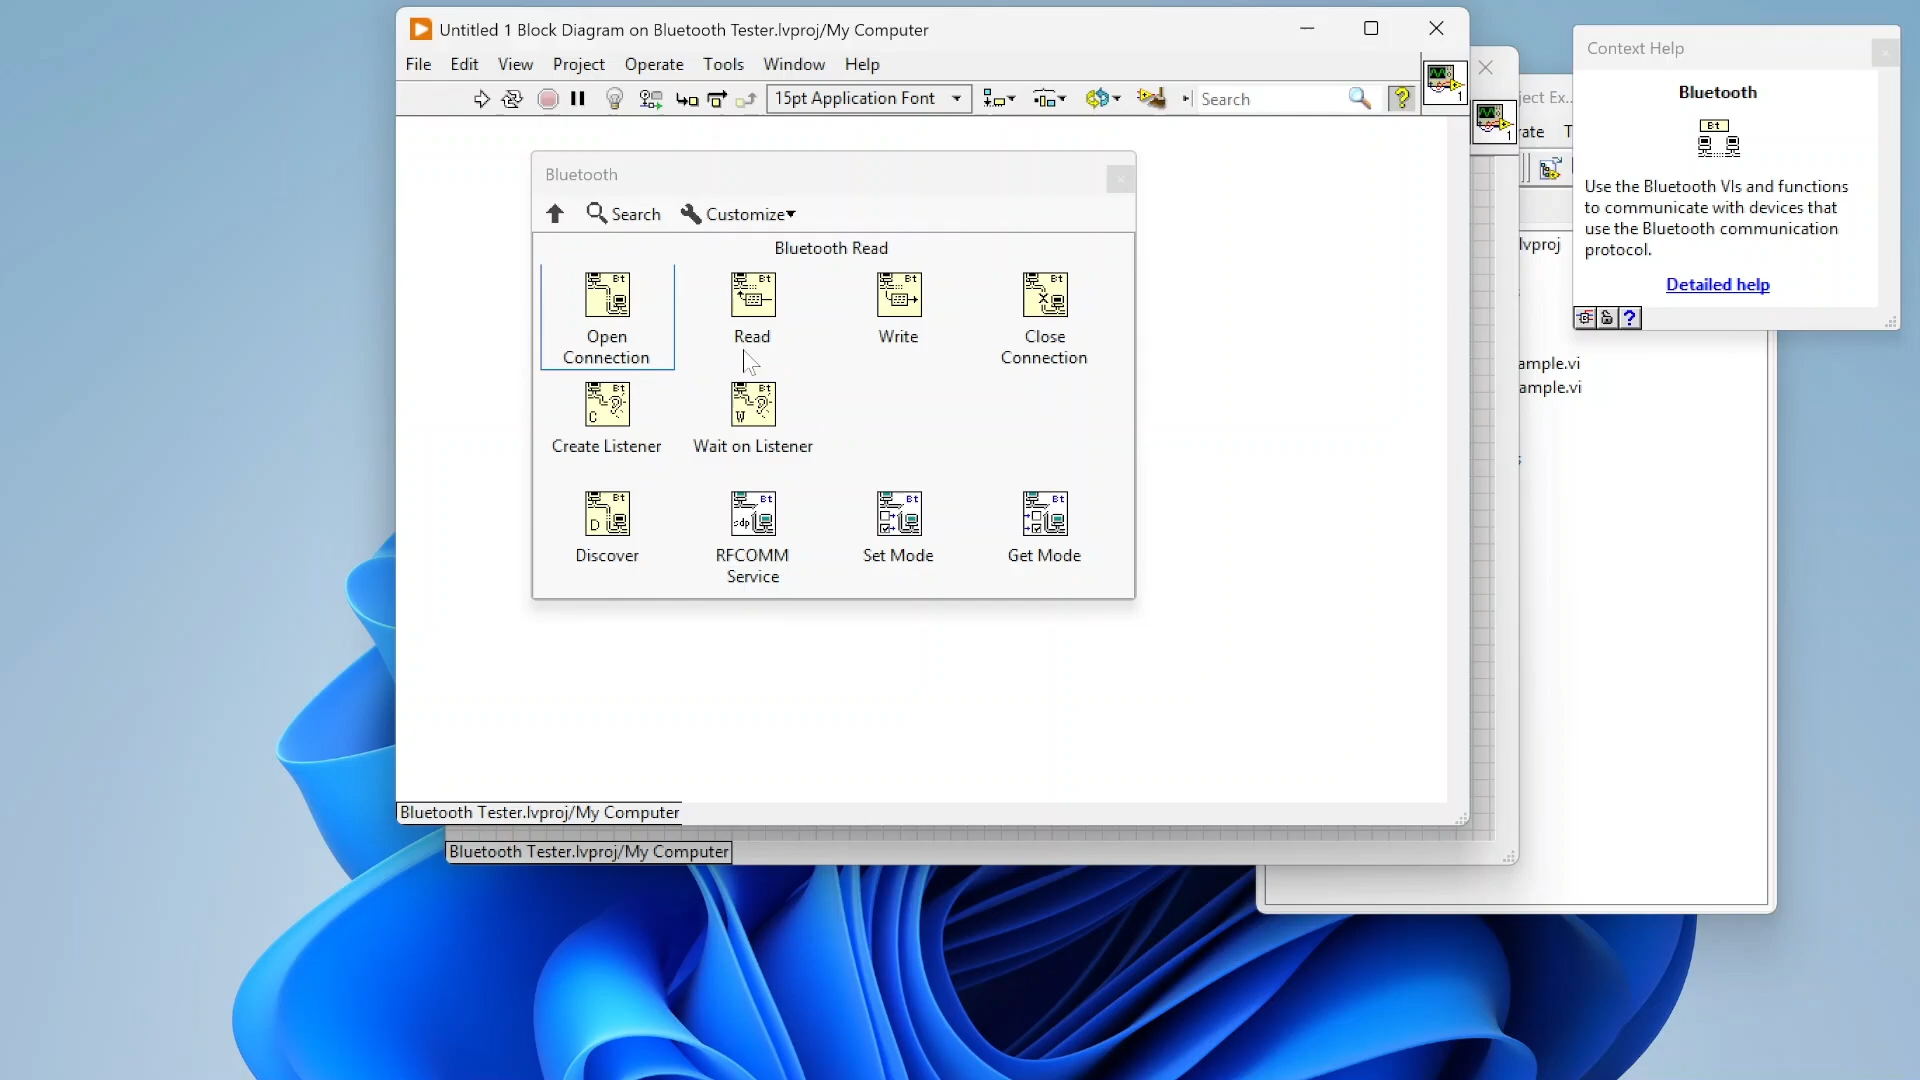 Untitled 1 Block Diagram on Bluetooth Tester.lvproj/My Computer
File Edit View Project Operate Tools Window Help
15pt Application Font
Search
Bluetooth
Search Customize
Bluetooth Read
Open
Connection
Read
Write
Close
Connection
Create Listener
Wait on Listener
Discover
RFCOMM
Service
Set Mode
Get Mode
Bluetooth Tester.lvproj/My Computer
Bluetooth Tester.lvproj/My Computer
Context Help
Bluetooth
Bt
Use the Bluetooth VIs and functions
to communicate with devices that
use the Bluetooth communication
protocol.
Detailed help
ject Ex...
rate T
lvproj
ample.vi
ample.vi